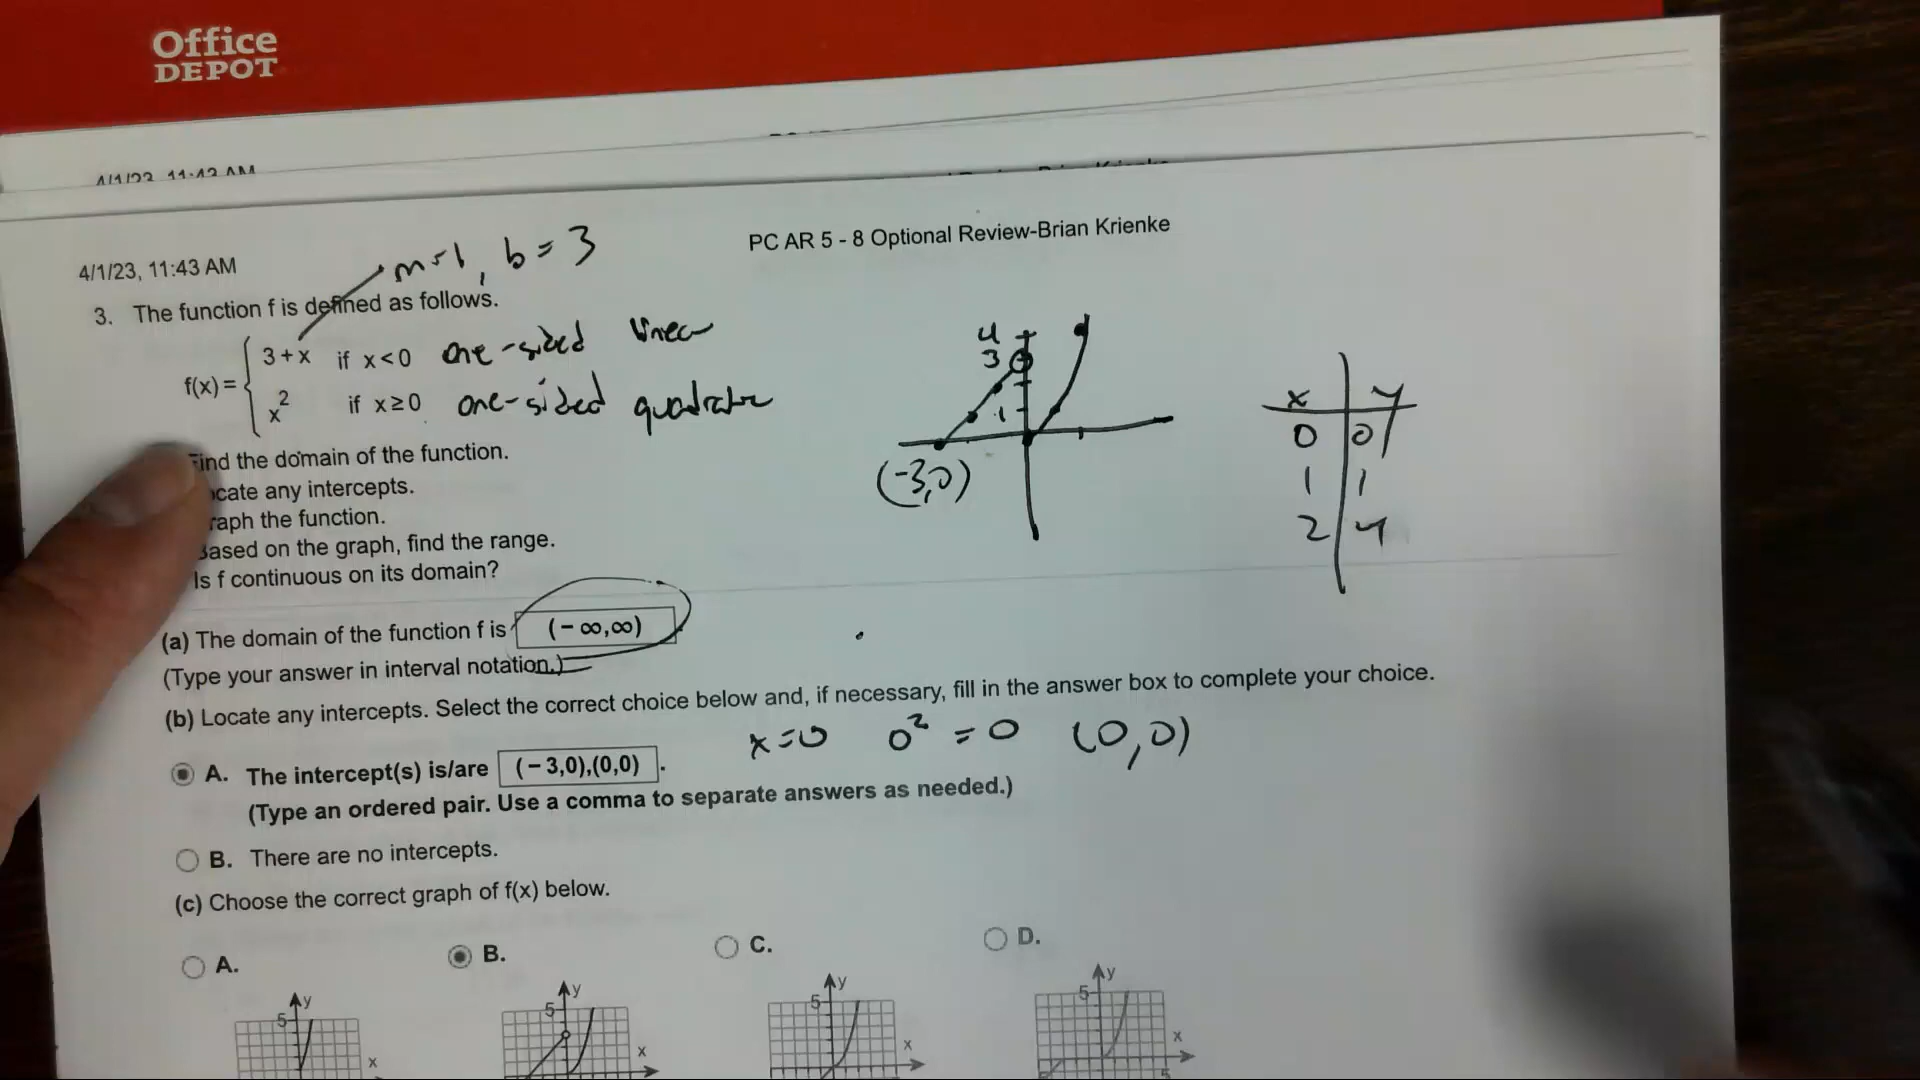 Office
DEPOT
4/1/23 11:43 AM
4/1/23, 11:43 AM
m=1, b = 3
PC AR 5 - 8 Optional Review-Brian Krienke
3. The function f is defined as follows.
f(x) =
3 + x if x < 0 one-sided linear
x² if x ≥ 0 one-sided quadratic
4
3
1
(-3,0)
x y
0 0
1 1
2 4
Find the domain of the function.
ocate any intercepts.
raph the function.
Based on the graph, find the range.
Is f continuous on its domain?
(a) The domain of the function f is (− ∞,∞)
(Type your answer in interval notation.)
(b) Locate any intercepts. Select the correct choice below and, if necessary, fill in the answer box to complete your choice.
x=0 0² = 0 (0,0)
A. The intercept(s) is/are (− 3,0),(0,0) .
(Type an ordered pair. Use a comma to separate answers as needed.)
B. There are no intercepts.
(c) Choose the correct graph of f(x) below.
A. B. C. D.
y y y y
5 5 5 5
x x x x
5